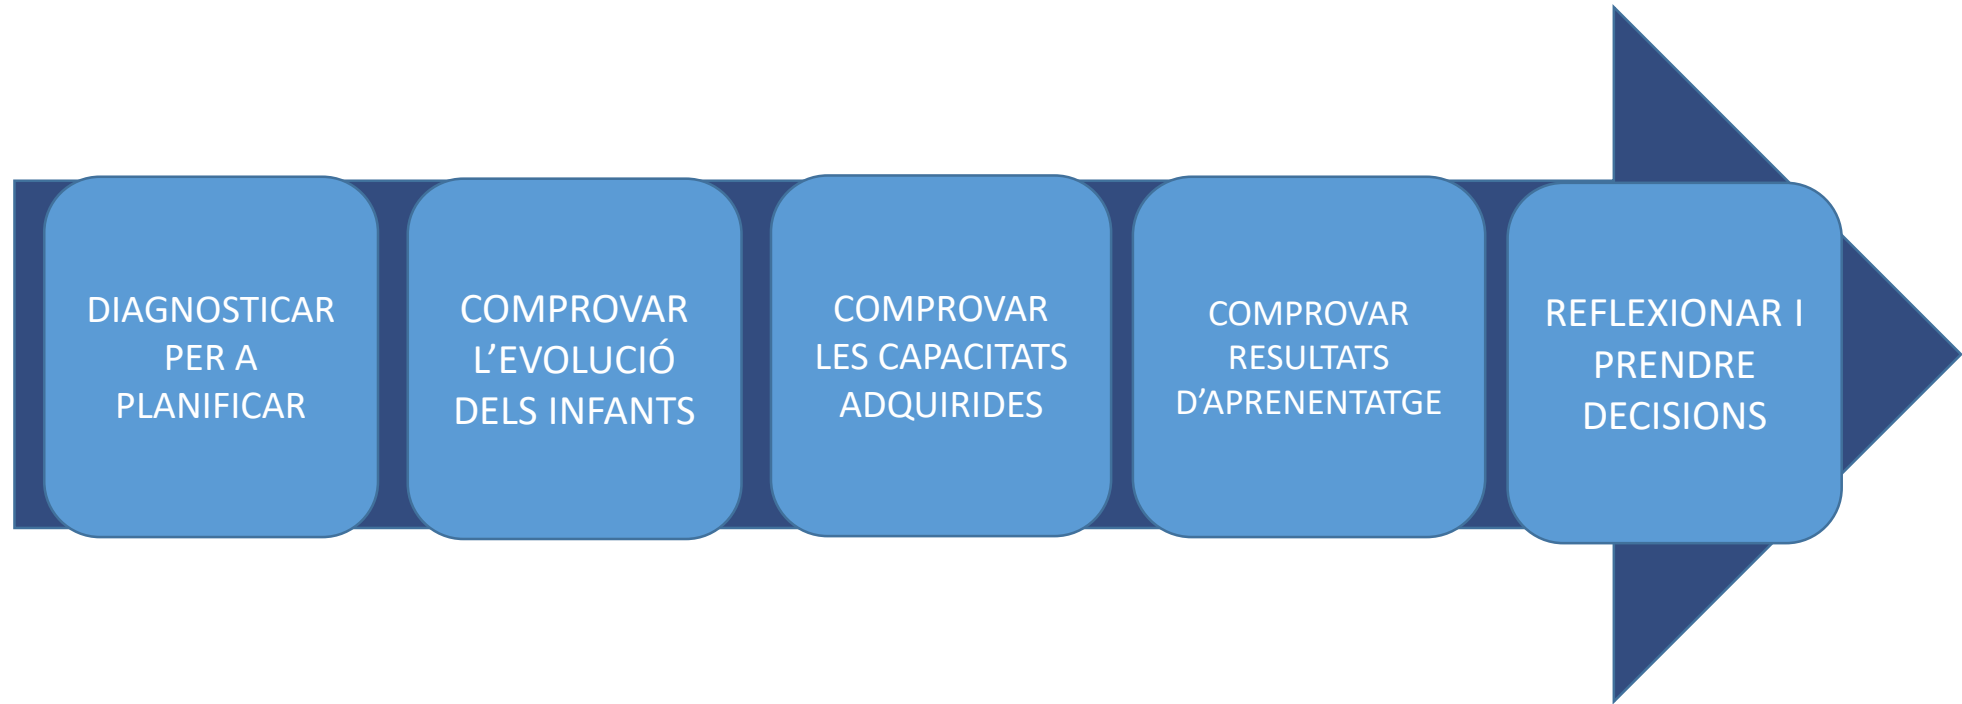 DIAGNOSTICAR
PER A
PLANIFICAR
COMPROVAR
L'EVOLUCIÓ
DELS INFANTS
COMPROVAR
LES CAPACITATS
ADQUIRIDES
COMPROVAR
RESULTATS
D'APRENENTATGE
REFLEXIONAR I
PRENDRE
DECISIONS